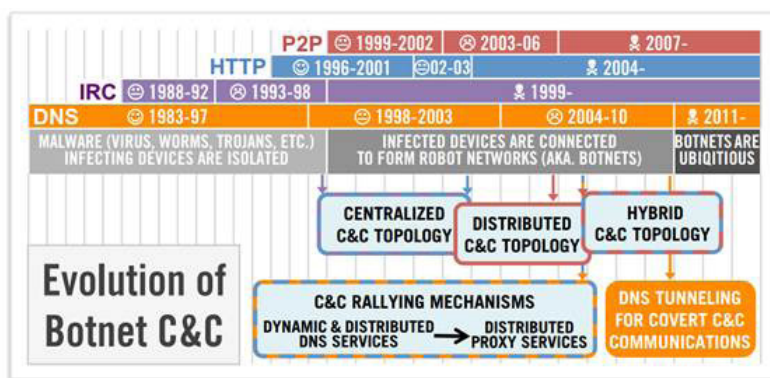 P2P 1999-2002 2003-06 2007-
HTTP 1996-2001 02-03 2004-
IRC 1988-92 1993-98 1999-
DNS 1983-97 1998-2003 2004-10 2011-
MALWARE (VIRUS, WORMS, TROJANS, ETC.)
INFECTING DEVICES ARE ISOLATED
INFECTED DEVICES ARE CONNECTED
TO FORM ROBOT NETWORKS (AKA. BOTNETS)
BOTNETS ARE
UBIQITIOUS
CENTRALIZED
C&C TOPOLOGY
DISTRIBUTED
C&C TOPOLOGY
HYBRID
C&C TOPOLOGY
Evolution of
Botnet C&C
C&C RALLYING MECHANISMS
DYNAMIC & DISTRIBUTED
DNS SERVICES
DISTRIBUTED
PROXY SERVICES
DNS TUNNELING
FOR COVERT C&C
COMMUNICATIONS